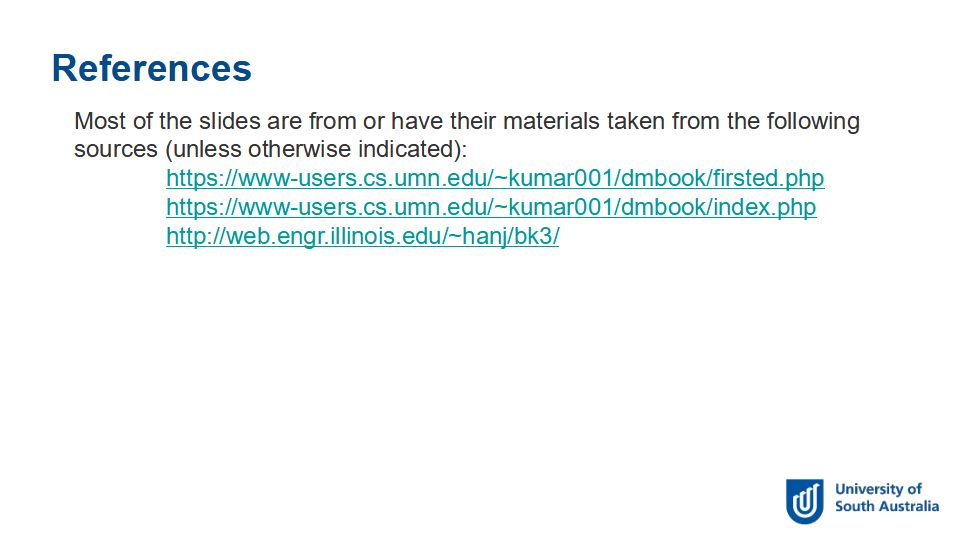 References
Most of the slides are from or have their materials taken from the following
sources (unless otherwise indicated):
https://www-users.cs.umn.edu/~kumar001/dmbook/firsted.php
https://www-users.cs.umn.edu/~kumar001/dmbook/index.php
http://web.engr.illinois.edu/~hanj/bk3/
University of
South Australia